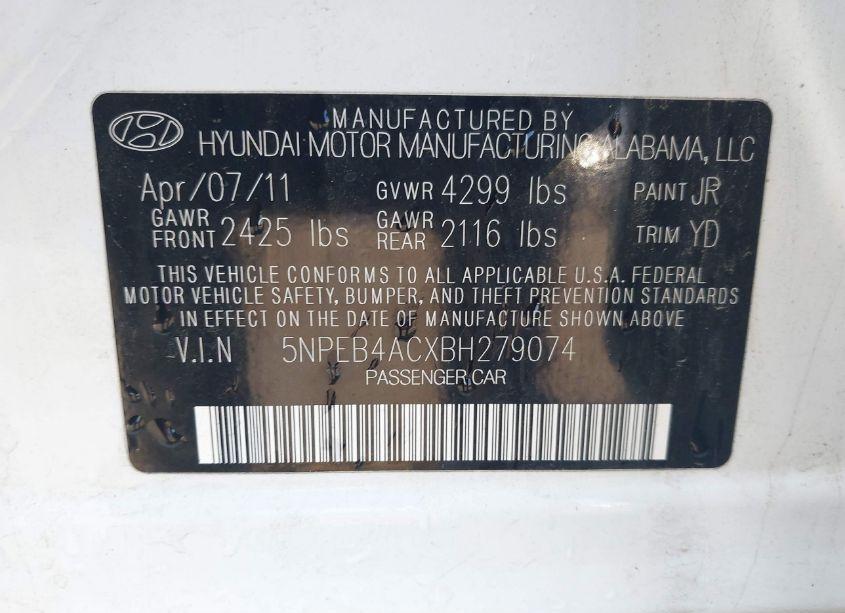 MANUFACTURED BY
HYUNDAI MOTOR MANUFACTURING ALABAMA, LLC
Apr/07/11 GVWR 4299 lbs PAINT JR
GAWR FRONT 2425 lbs GAWR REAR 2116 lbs TRIM YD
THIS VEHICLE CONFORMS TO ALL APPLICABLE U.S.A. FEDERAL
MOTOR VEHICLE SAFETY, BUMPER, AND THEFT PREVENTION STANDARDS
IN EFFECT ON THE DATE OF MANUFACTURE SHOWN ABOVE
V.I.N 5NPEB4ACXBH279074
PASSENGER CAR